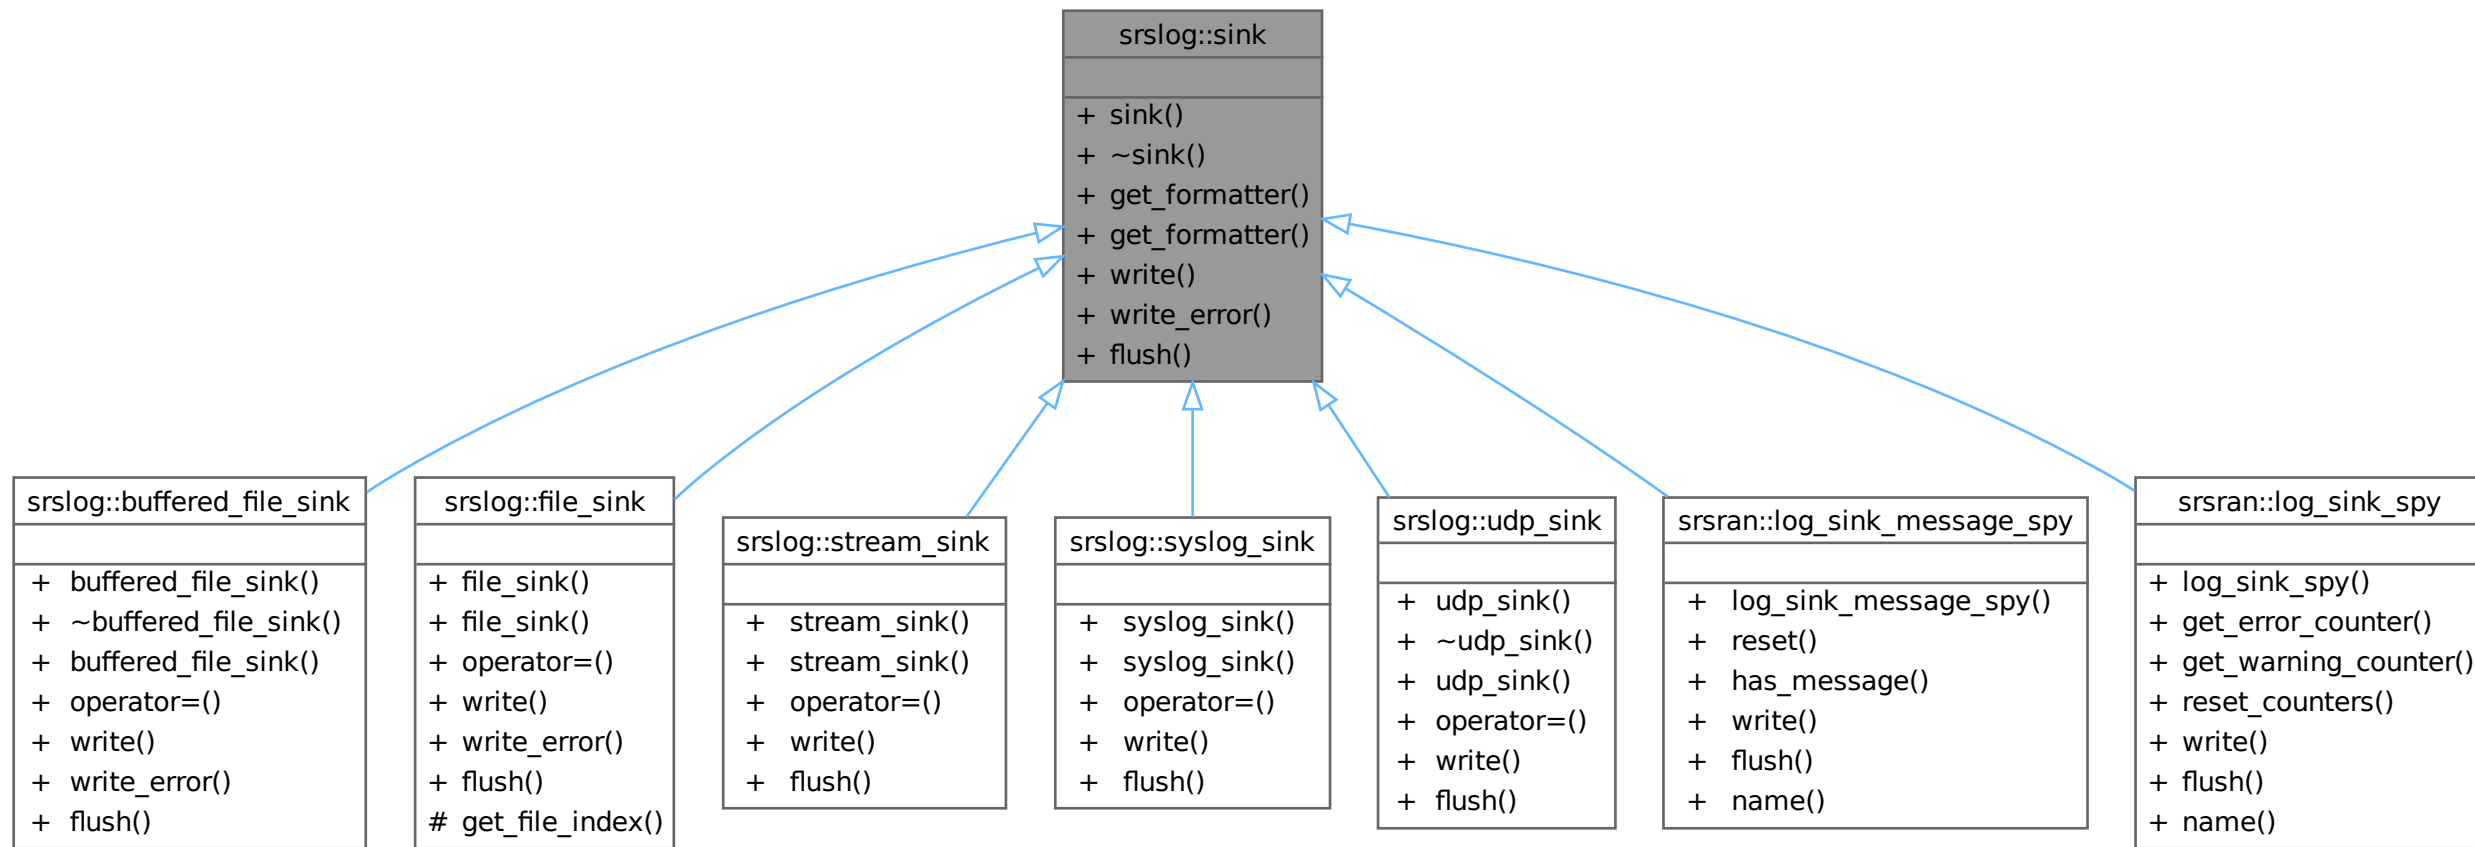 srslog::sink
+ sink()
+ ~sink()
+ get_formatter()
+ get_formatter()
+ write()
+ write_error()
+ flush()
srslog::buffered_file_sink
+ buffered_file_sink()
+ ~buffered_file_sink()
+ buffered_file_sink()
+ operator=()
+ write()
+ write_error()
+ flush()
srslog::file_sink
+ file_sink()
+ file_sink()
+ operator=()
+ write()
+ write_error()
+ flush()
# get_file_index()
srslog::stream_sink
+ stream_sink()
+ stream_sink()
+ operator=()
+ write()
+ flush()
srslog::syslog_sink
+ syslog_sink()
+ syslog_sink()
+ operator=()
+ write()
+ flush()
srslog::udp_sink
+ udp_sink()
+ ~udp_sink()
+ udp_sink()
+ operator=()
+ write()
+ flush()
srsran::log_sink_message_spy
+ log_sink_message_spy()
+ reset()
+ has_message()
+ write()
+ flush()
+ name()
srsran::log_sink_spy
+ log_sink_spy()
+ get_error_counter()
+ get_warning_counter()
+ reset_counters()
+ write()
+ flush()
+ name()